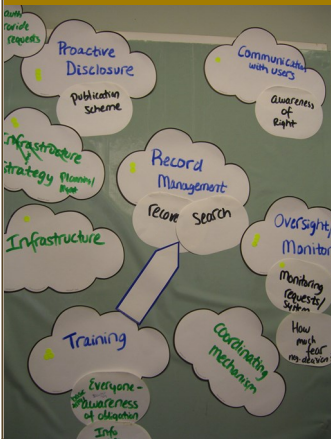 provide
requests
Proactive
Disclosure
publication
scheme
Communication
with users
awareness
of
Right
Infrastructure
Strategy
Record
Management
Search
Infrastructure
Oversight/
Monitor
Monitoring
requests/
system
How
much
fear
Training
Everyone-
awareness
of obligation
Info
Coordinating
mechanism